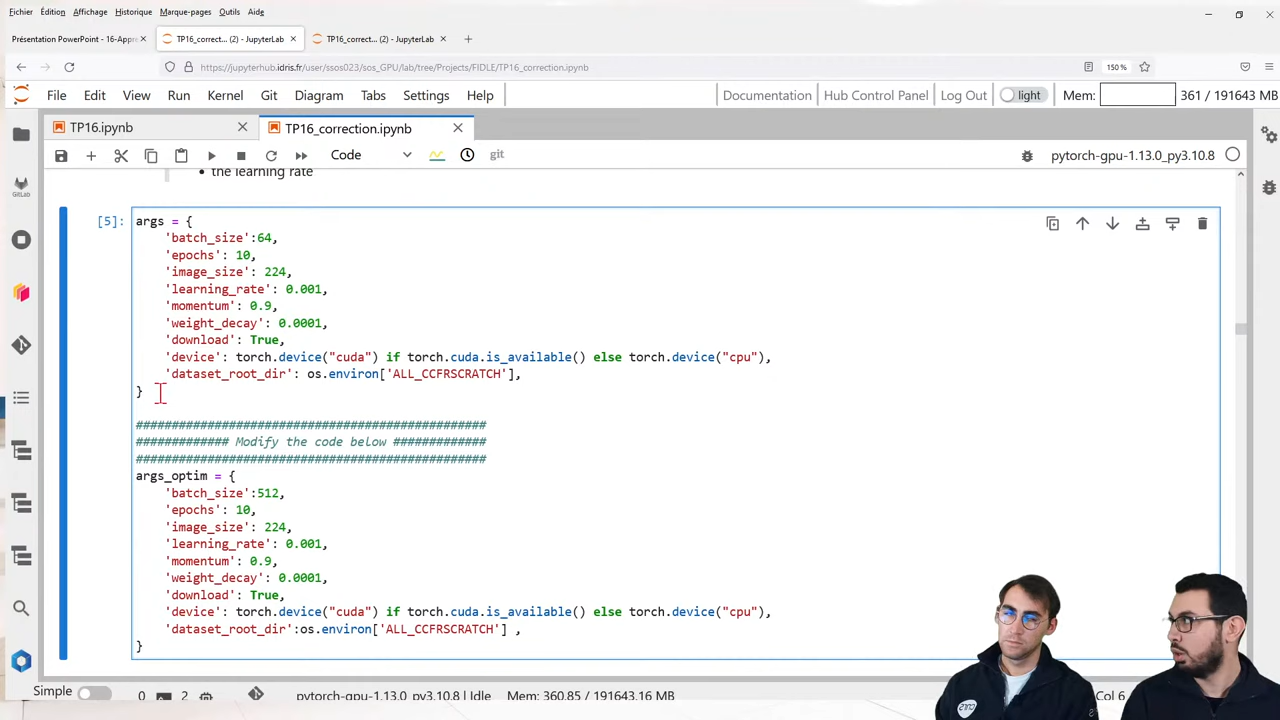 Fichier Édition Affichage Historique Marque-pages Outils Aide
Présentation PowerPoint - 16-Appre
TP16_correct... (2) - JupyterLab
TP16_correct... (2) - JupyterLab
https://jupyterhub.idris.fr/user/ssos023/sos_GPU/lab/tree/Projects/FIDLE/TP16_correction.ipynb
150 %
File Edit View Run Kernel Git Diagram Tabs Settings Help
Documentation Hub Control Panel Log Out light Mem: 361 / 191643 MB
TP16.ipynb
TP16_correction.ipynb
Code git pytorch-gpu-1.13.0_py3.10.8
• the learning rate
[5]: args = {
'batch_size':64,
'epochs': 10,
'image_size': 224,
'learning_rate': 0.001,
'momentum': 0.9,
'weight_decay': 0.0001,
'download': True,
'device': torch.device("cuda") if torch.cuda.is_available() else torch.device("cpu"),
'dataset_root_dir': os.environ['ALL_CCFRSCRATCH'],
}
#################################################
############# Modify the code below #############
#################################################
args_optim = {
'batch_size':512,
'epochs': 10,
'image_size': 224,
'learning_rate': 0.001,
'momentum': 0.9,
'weight_decay': 0.0001,
'download': True,
'device': torch.device("cuda") if torch.cuda.is_available() else torch.device("cpu"),
'dataset_root_dir':os.environ['ALL_CCFRSCRATCH'] ,
}
Simple 0 2 pytorch-gpu-1.13.0_py3.10.8 | Idle Mem: 360.85 / 191643.16 MB Col 6